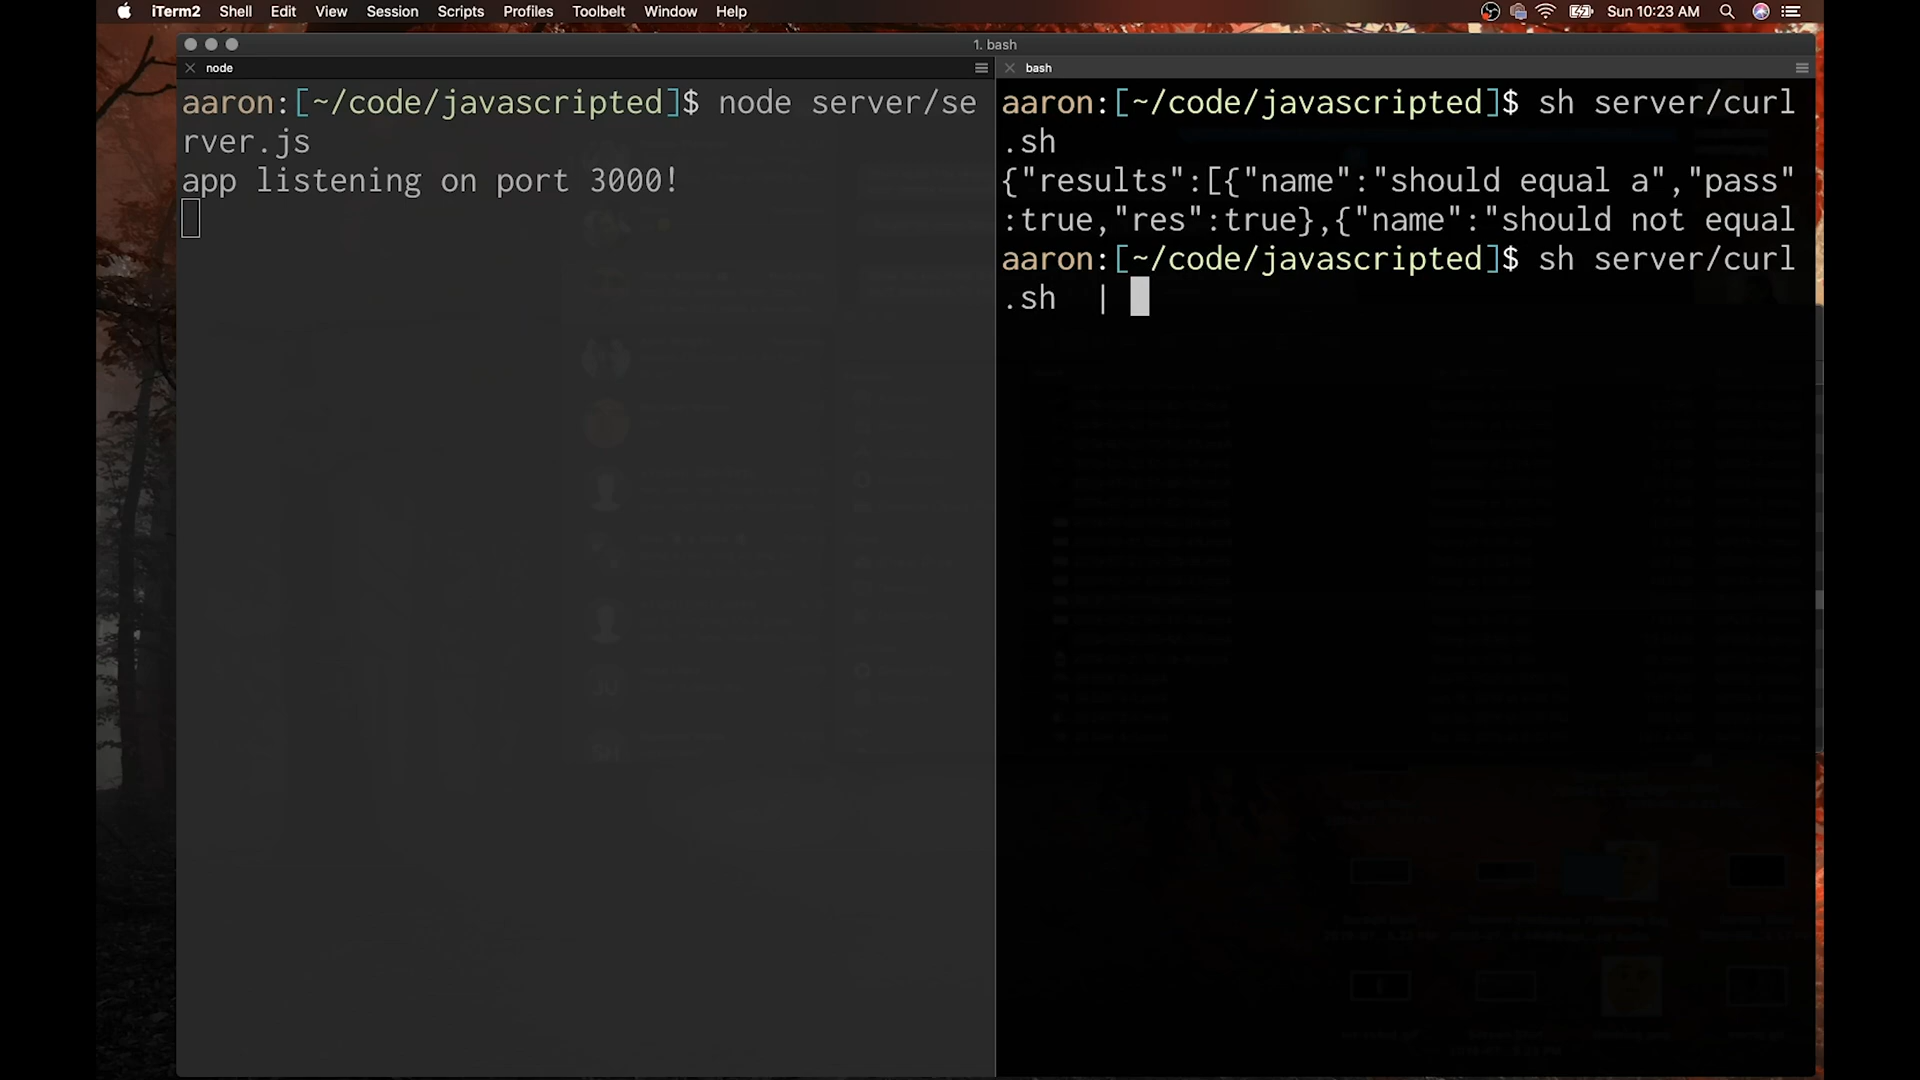 iTerm2 Shell Edit View Session Scripts Profiles Toolbelt Window Help Sun 10:23 AM
1. bash
node
bash
aaron:[~/code/javascripted]$ node server/se
rver.js
app listening on port 3000!
aaron:[~/code/javascripted]$ sh server/curl
.sh
{"results":[{"name":"should equal a","pass"
:true,"res":true},{"name":"should not equal
aaron:[~/code/javascripted]$ sh server/curl
.sh  |
JU
SH